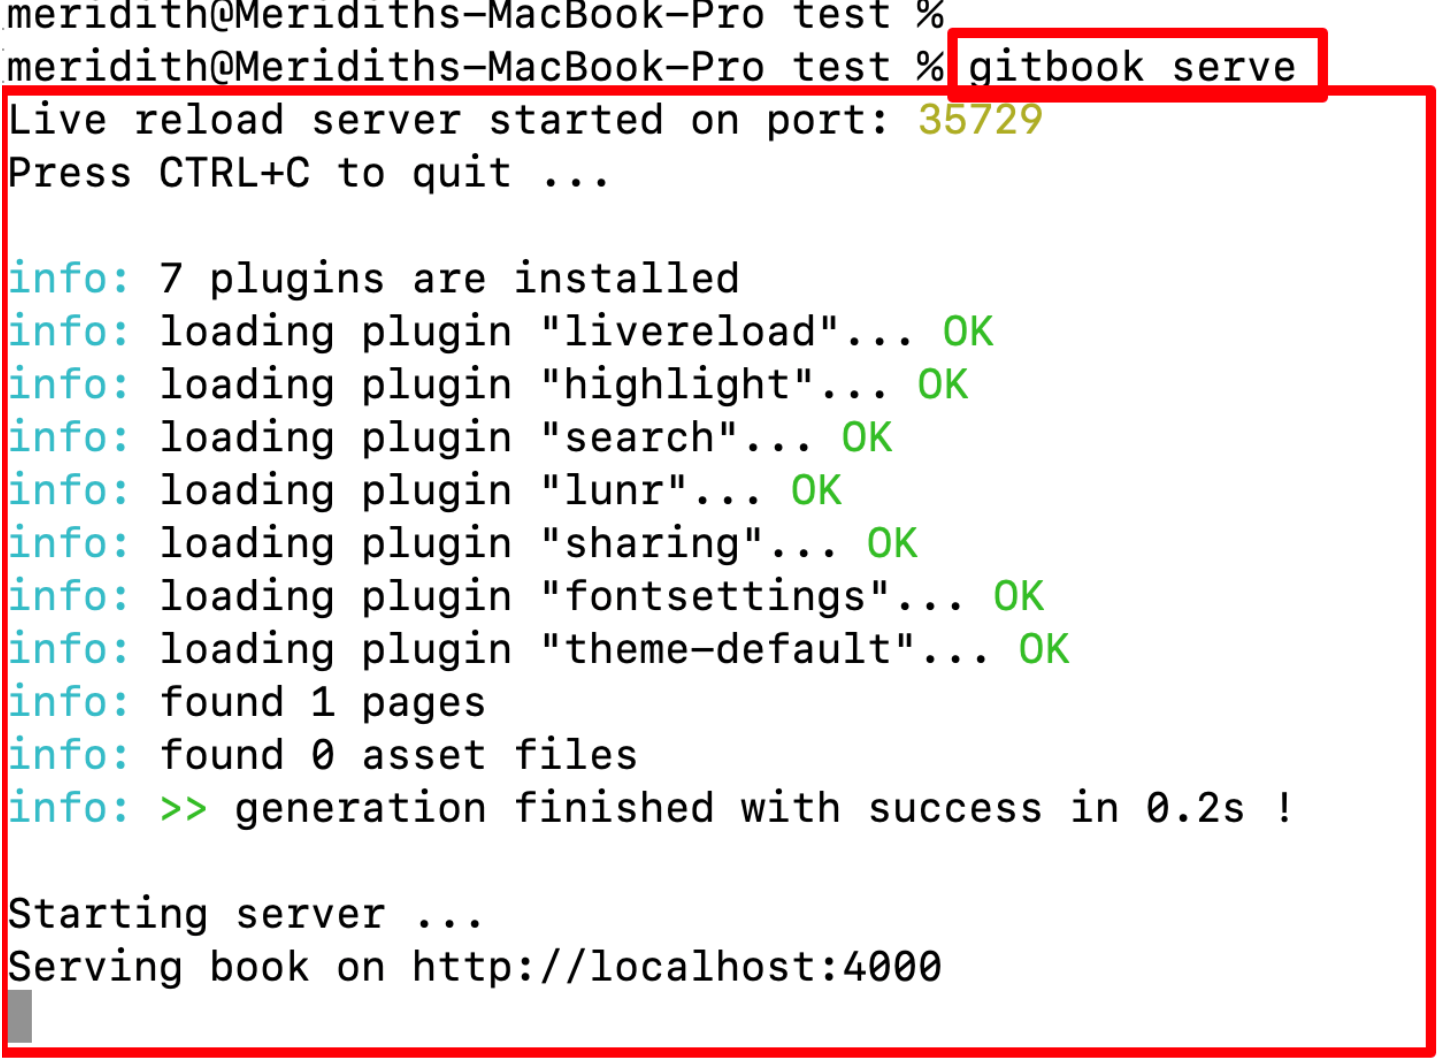 meridith@Meridiths-MacBook-Pro test %
meridith@Meridiths-MacBook-Pro test % gitbook serve
Live reload server started on port: 35729
Press CTRL+C to quit ...
info: 7 plugins are installed
info: loading plugin "livereload"... OK
info: loading plugin "highlight"... OK
info: loading plugin "search"... OK
info: loading plugin "lunr"... OK
info: loading plugin "sharing"... OK
info: loading plugin "fontsettings"... OK
info: loading plugin "theme-default"... OK
info: found 1 pages
info: found 0 asset files
info: >> generation finished with success in 0.2s !
Starting server ...
Serving book on http://localhost:4000